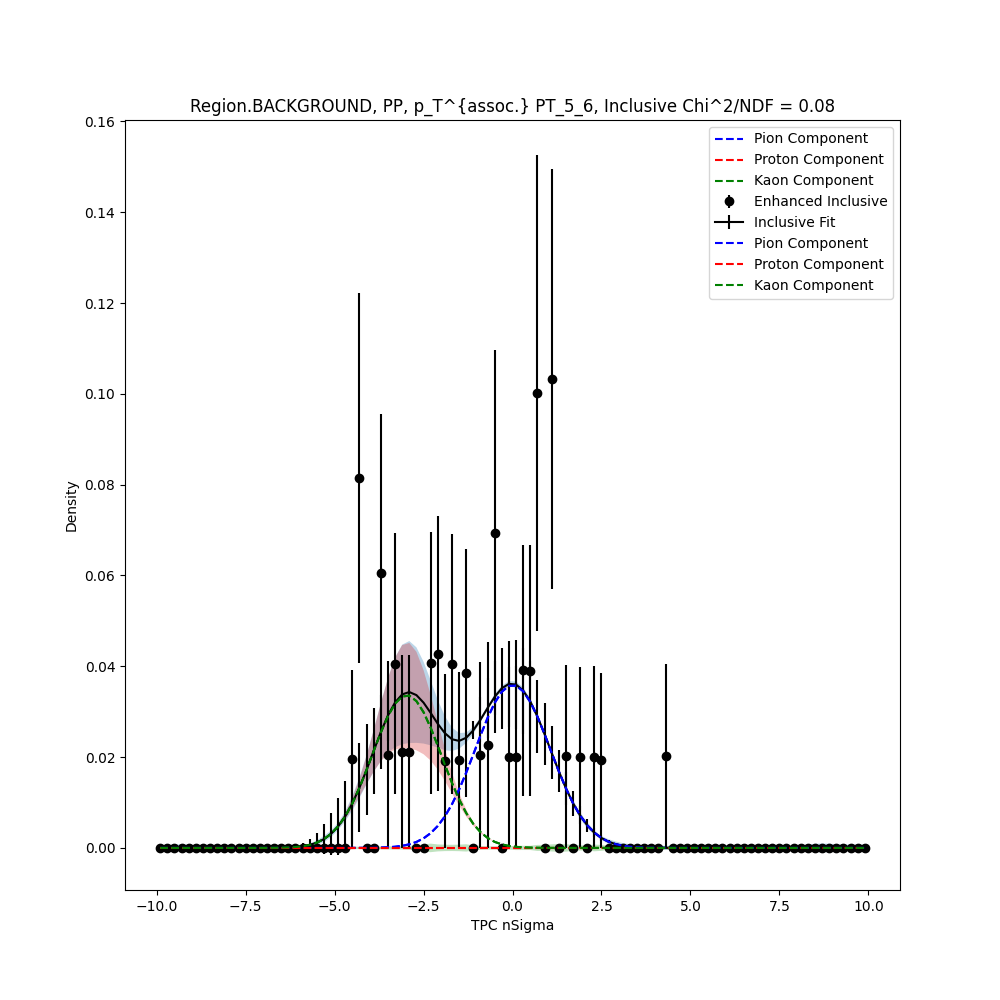 Region.BACKGROUND, PP, p_T^{assoc.} PT_5_6, Inclusive Chi^2/NDF = 0.08
Pion Component
Proton Component
Kaon Component
Enhanced Inclusive
Inclusive Fit
Pion Component
Proton Component
Kaon Component
0.16
0.14
0.12
0.10
0.08
0.06
0.04
0.02
0.00
Density
−10.0 −7.5 −5.0 −2.5 0.0 2.5 5.0 7.5 10.0
TPC nSigma